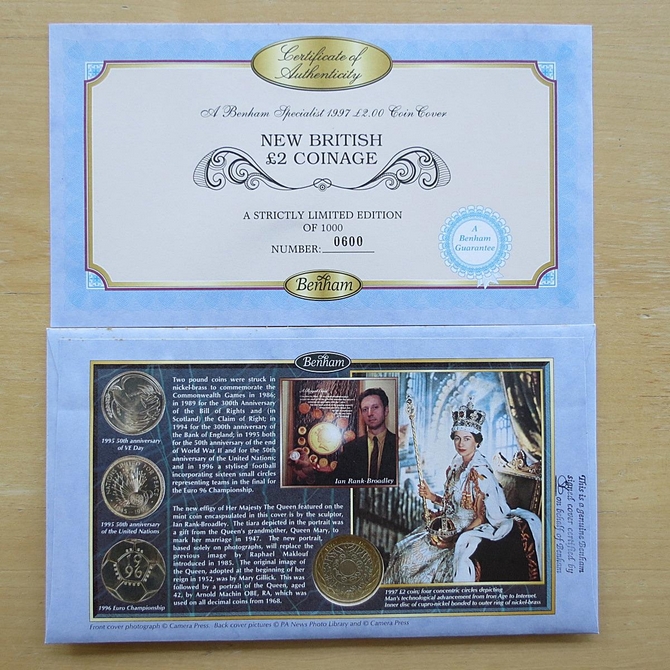 Certificate of
Authenticity
A Benham Specialist 1997 £2.00 Coin Cover
NEW BRITISH
£2 COINAGE
A STRICTLY LIMITED EDITION
OF 1000
NUMBER: 0600
A
Benham
Guarantee
Benham
Benham
Two pound coins were struck in
nickel-brass to commemorate the
Commonwealth Games in 1986;
in 1989 for the 300th Anniversary
of the Bill of Rights and (in
Scotland) the Claim of Right; in
1994 for the 300th anniversary of
the Bank of England; in 1995 both
for the 50th anniversary of the end
of World War II and for the 50th
anniversary of the United Nations;
and in 1996 a stylised football
incorporating sixteen small circles
representing teams in the final for
the Euro 96 Championship.
The new effigy of Her Majesty The Queen featured on
the mint coin encapsulated in this cover is by the sculptor,
Ian Rank-Broadley. The tiara depicted in the portrait was
a gift from the Queen's grandmother, Queen Mary, to
mark her marriage in 1947. The new portrait,
based solely on photographs, will replace the
previous image by Raphael Maklouf
introduced in 1985. The original image of
the Queen, adopted at the beginning of her
reign in 1952, was by Mary Gillick. This was
followed by a portrait of the Queen, aged
42, by Arnold Machin OBE, RA, which was
used on all decimal coins from 1968.
1995 50th anniversary
of VE Day
1995 50th anniversary
of the United Nations
1996 Euro Championship
Ian Rank-Broadley
1997 £2 coin; four concentric circles depicting
Man's technological advancement from Iron Age to Internet.
Inner disc of cupro-nickel bonded to outer ring of nickel-brass
This is a genuine Benham
signed cover certified by
on behalf of Benham
Front cover photograph © Camera Press. Back cover pictures © PA News Photo Library and © Camera Press.